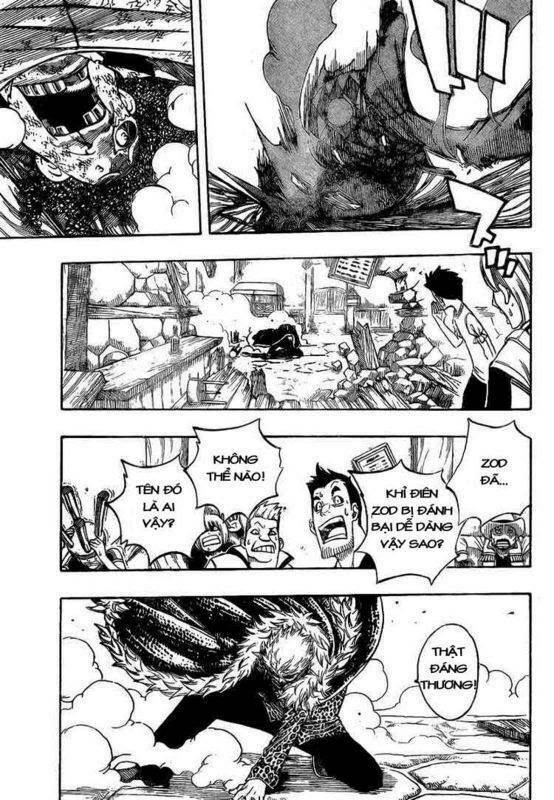 ZOD
ĐÃ...
KHỈ ĐIÊN
ZOD BỊ ĐÁNH
BẠI DỄ DÀNG
VẬY SAO?
KHÔNG
THỂ NÀO!
TÊN ĐÓ
LÀ AI
VẬY?
THẬT
ĐÁNG
THƯƠNG!